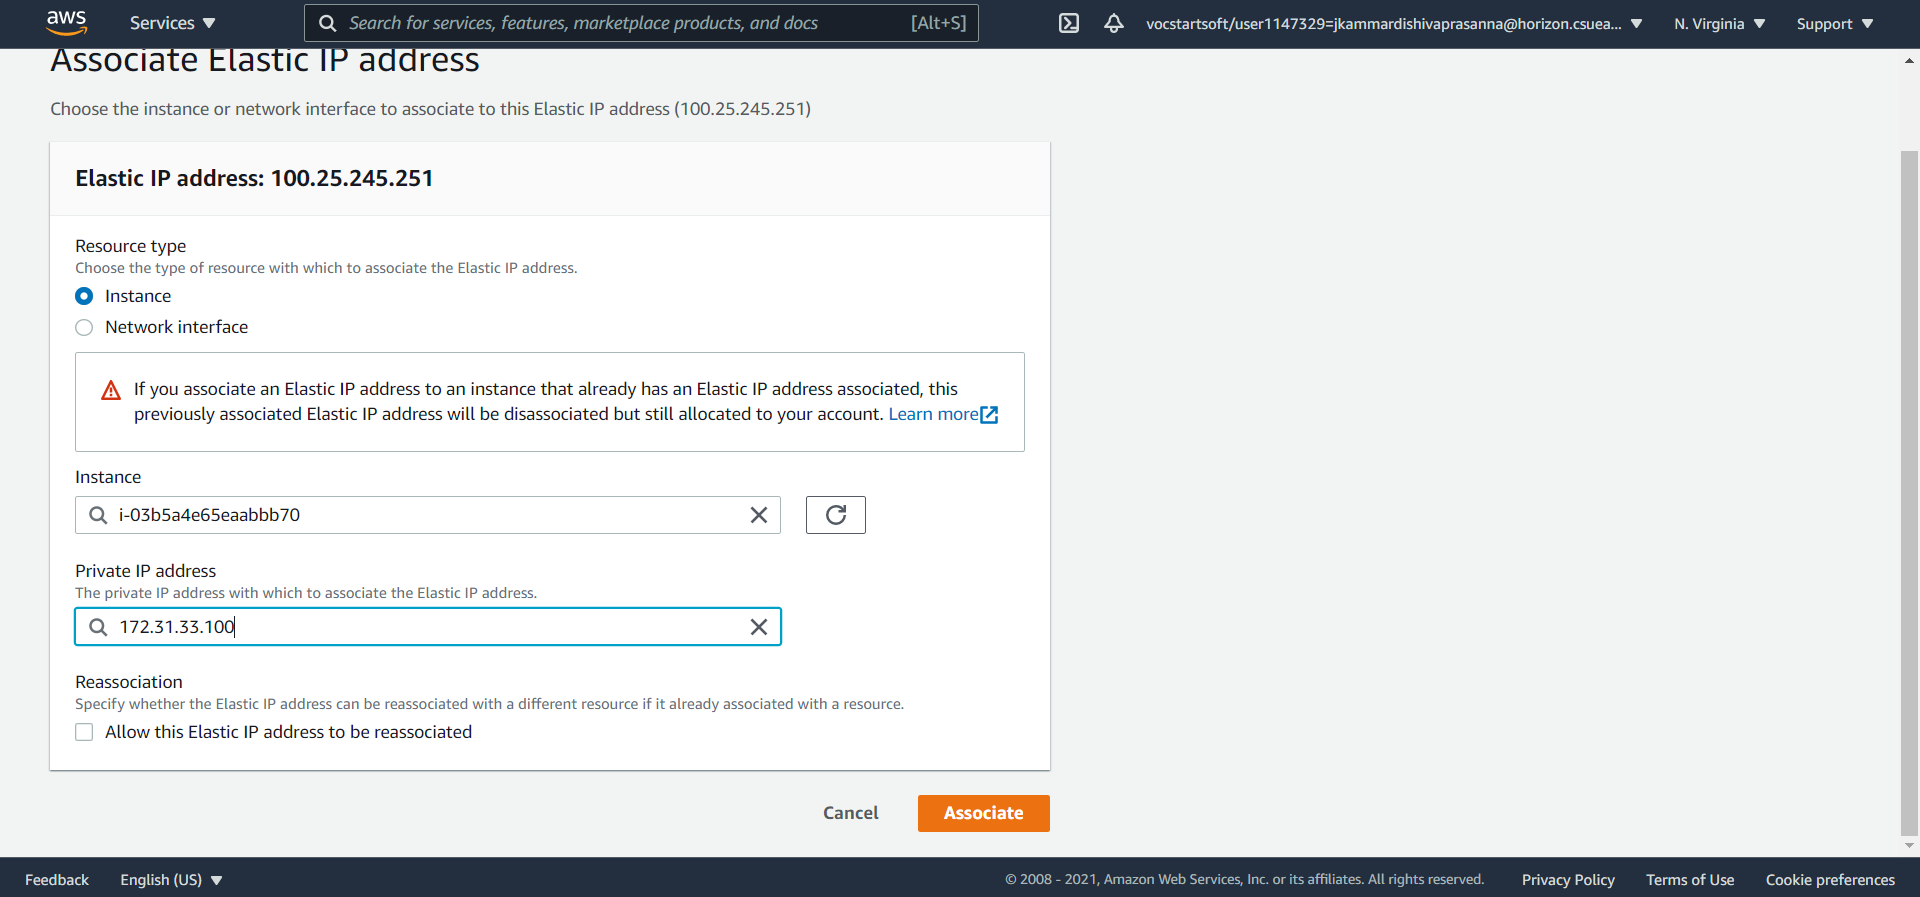 aws
Services
Search for services, features, marketplace products, and docs [Alt+S]
vocstartsoft/user1147329=jkammardishivaprasanna@horizon.csuea...
N. Virginia
Support
Associate Elastic IP address
Choose the instance or network interface to associate to this Elastic IP address (100.25.245.251)
Elastic IP address: 100.25.245.251
Resource type
Choose the type of resource with which to associate the Elastic IP address.
Instance
Network interface
If you associate an Elastic IP address to an instance that already has an Elastic IP address associated, this
previously associated Elastic IP address will be disassociated but still allocated to your account. Learn more
Instance
i-03b5a4e65eaabbb70
Private IP address
The private IP address with which to associate the Elastic IP address.
172.31.33.100
Reassociation
Specify whether the Elastic IP address can be reassociated with a different resource if it already associated with a resource.
Allow this Elastic IP address to be reassociated
Cancel
Associate
Feedback
English (US)
© 2008 - 2021, Amazon Web Services, Inc. or its affiliates. All rights reserved.
Privacy Policy
Terms of Use
Cookie preferences